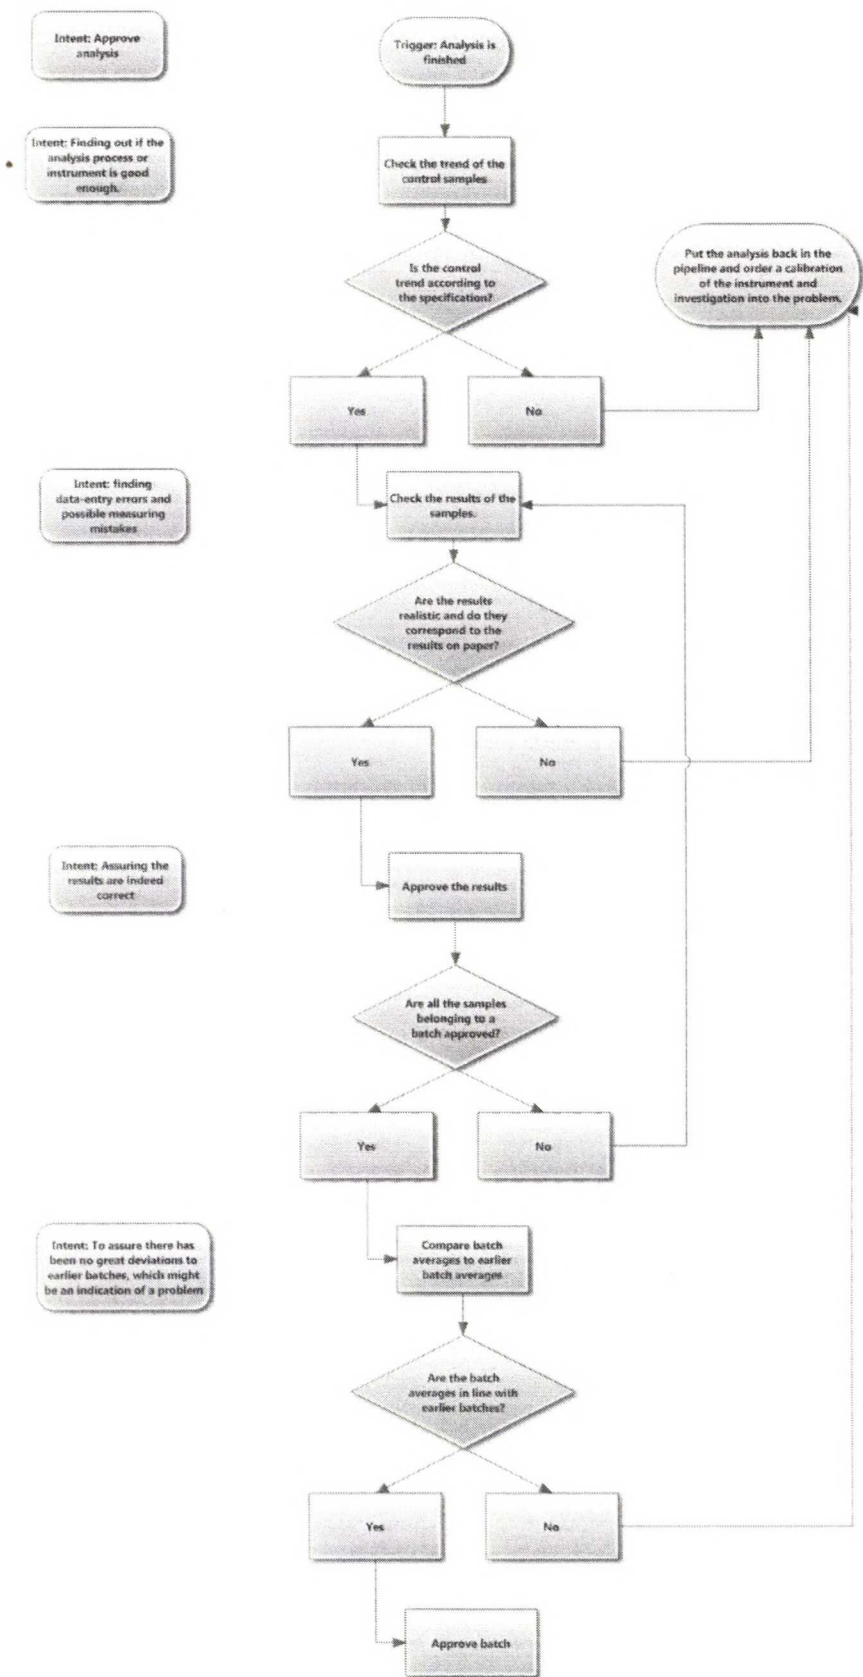 Intent: Approve
analysis
Trigger: Analysis is
finished
Intent: Finding out if the
analysis process or
instrument is good
enough.
Check the trend of the
control samples
Is the control
trend according to
the specification?
Put the analysis back in the
pipeline and order a calibration
of the instrument and
investigation into the problem.
Yes
No
Intent: finding
data-entry errors and
possible measuring
mistakes
Check the results of the
samples.
Are the results
realistic and do they
correspond to the
results on paper?
Yes
No
Intent: Assuring the
results are indeed
correct
Approve the results
Are all the samples
belonging to a
batch approved?
Yes
No
Intent: To assure there has
been no great deviations to
earlier batches, which might
be an indication of a problem
Compare batch
averages to earlier
batch averages
Are the batch
averages in line with
earlier batches?
Yes
No
Approve batch